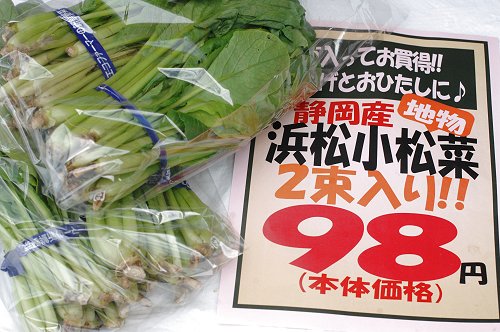 入ってお買得!!
げとおひたしに♪
静岡産 地物
浜松小松菜
2束入り!!
98円
(本体価格)